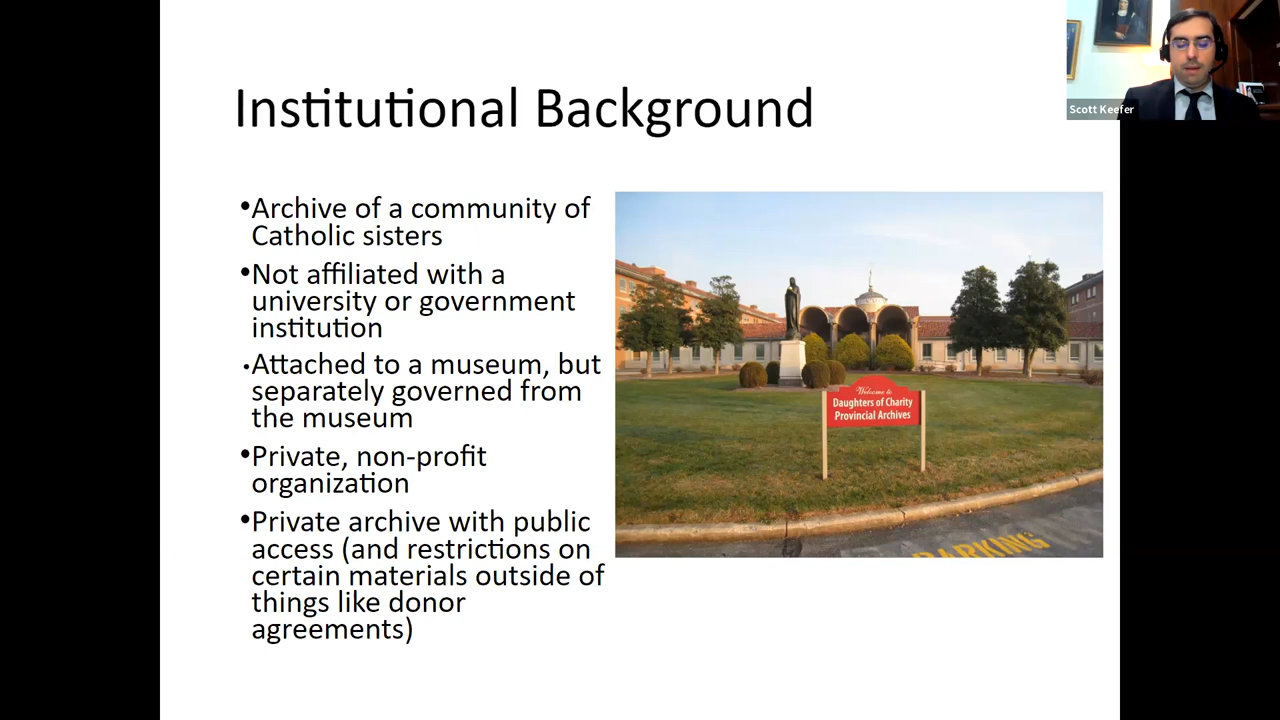 Institutional Background
Scott Keefer
•Archive of a community of
Catholic sisters
•Not affiliated with a
university or government
institution
•Attached to a museum, but
separately governed from
the museum
•Private, non-profit
organization
•Private archive with public
access (and restrictions on
certain materials outside of
things like donor
agreements)
Welcome to
Daughters of Charity
Provincial Archives
PARKING